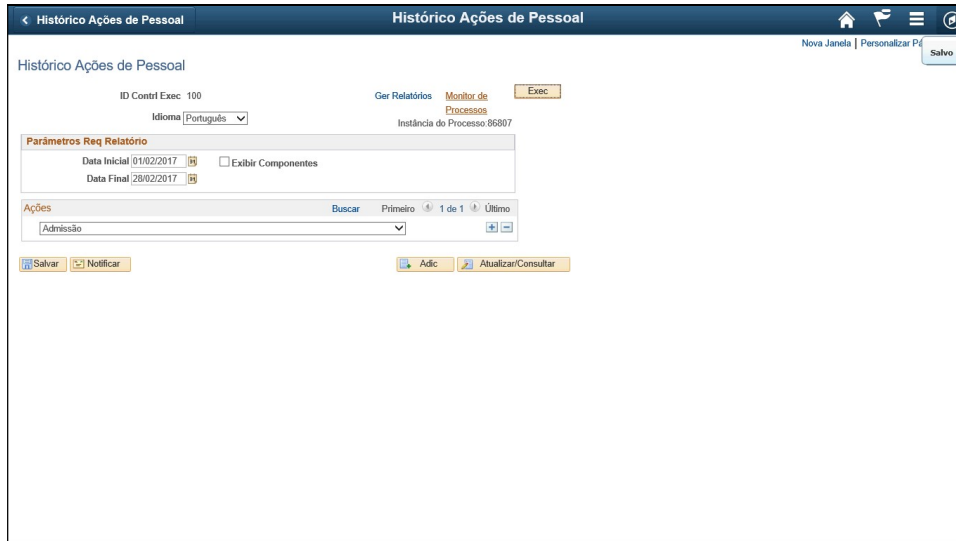 Histórico Ações de Pessoal
Histórico Ações de Pessoal
Nova Janela | Personalizar
Salvo
Histórico Ações de Pessoal
ID Contrl Exec 100
Ger Relatórios Monitor de Processos
Exec
Idioma Português
Instância do Processo:86807
Parâmetros Req Relatório
Data Inicial 01/02/2017
Exibir Componentes
Data Final 28/02/2017
Ações Buscar Primeiro 1 de 1 Último
Admissão
Salvar Notificar Adic Atualizar/Consultar